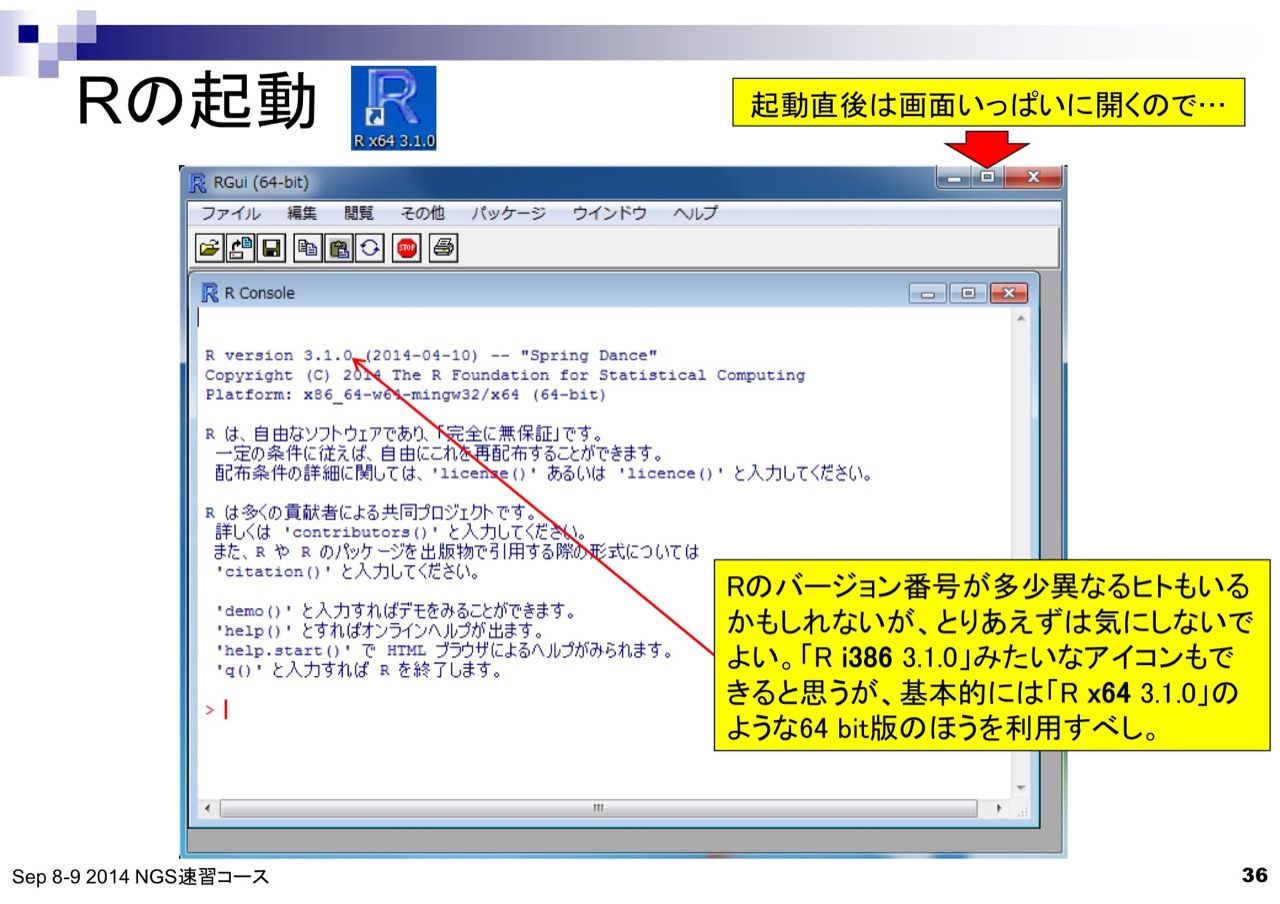 Rの起動
R x64 3.1.0
起動直後は画面いっぱいに開くので…
RGui (64-bit)
ファイル 編集 閲覧 その他 パッケージ ウインドウ ヘルプ
STOP
R Console
R version 3.1.0 (2014-04-10) -- "Spring Dance"
Copyright (C) 2014 The R Foundation for Statistical Computing
Platform: x86_64-w64-mingw32/x64 (64-bit)
R は、自由なソフトウェアであり、「完全に無保証」です。
一定の条件に従えば、自由にこれを再配布することができます。
配布条件の詳細に関しては、'license()' あるいは 'licence()' と入力してください。
R は多くの貢献者による共同プロジェクトです。
詳しくは 'contributors()' と入力してください。
また、R や R のパッケージを出版物で引用する際の形式については
'citation()' と入力してください。
'demo()' と入力すればデモをみることができます。
'help()' とすればオンラインヘルプが出ます。
'help.start()' で HTML ブラウザによるヘルプがみられます。
'q()' と入力すれば R を終了します。
>
Rのバージョン番号が多少異なるヒトもいる
かもしれないが、とりあえずは気にしないで
よい。「R i386 3.1.0」みたいなアイコンもで
きると思うが、基本的には「R x64 3.1.0」の
ような64 bit版のほうを利用すべし。
Sep 8-9 2014 NGS速習コース
36